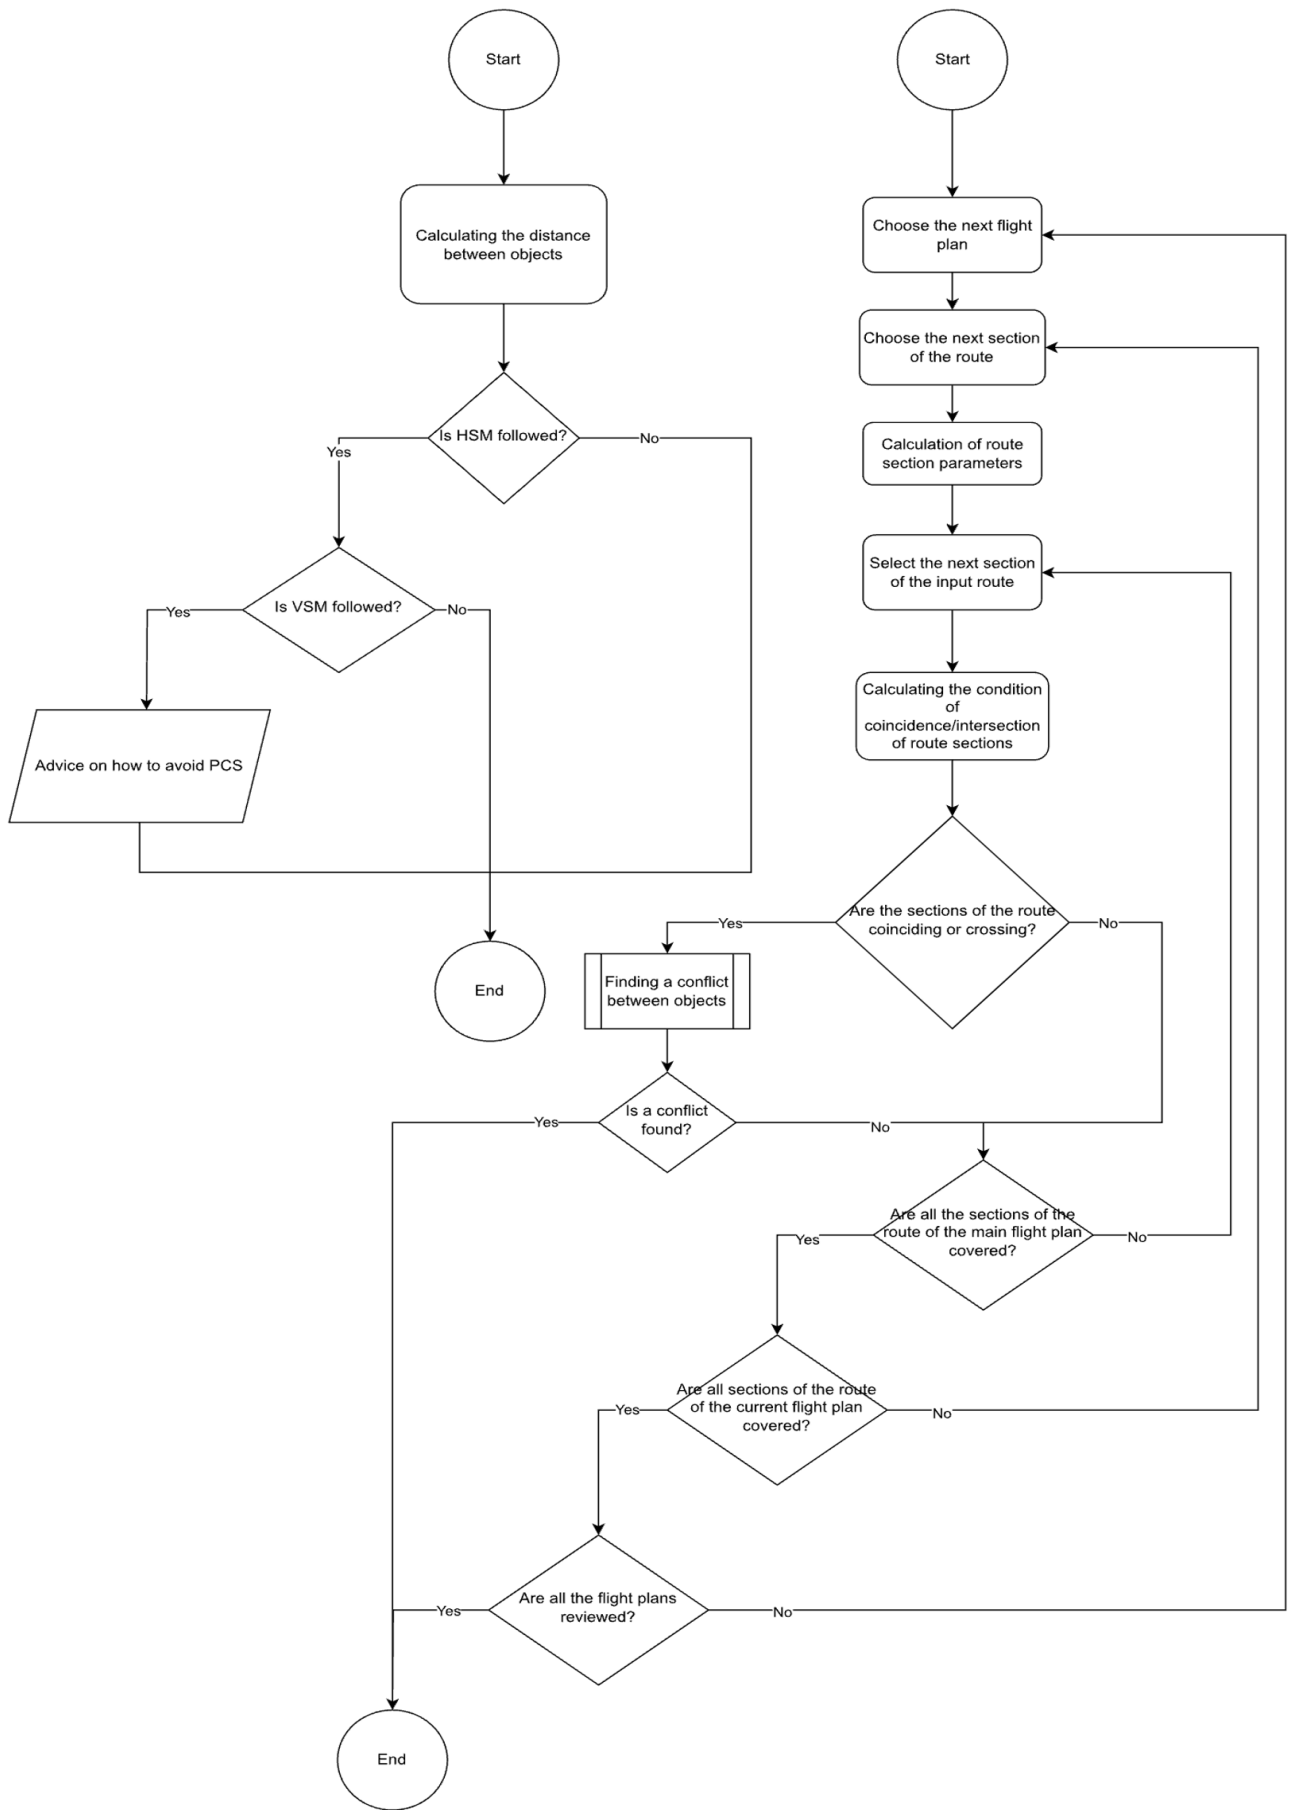 Start
Calculating the distance
between objects
Is HSM followed?
Yes
No
Is VSM followed?
Yes
No
Advice on how to avoid PCS
End
Start
Choose the next flight
plan
Choose the next section
of the route
Calculation of route
section parameters
Select the next section
of the input route
Calculating the condition
of
coincidence/intersection
of route sections
Are the sections of the route
coinciding or crossing?
Yes
No
Finding a conflict
between objects
Is a conflict
found?
Yes
No
Are all the sections of the
route of the main flight plan
covered?
Yes
No
Are all sections of the route
of the current flight plan
covered?
Yes
No
Are all the flight plans
reviewed?
Yes
No
End